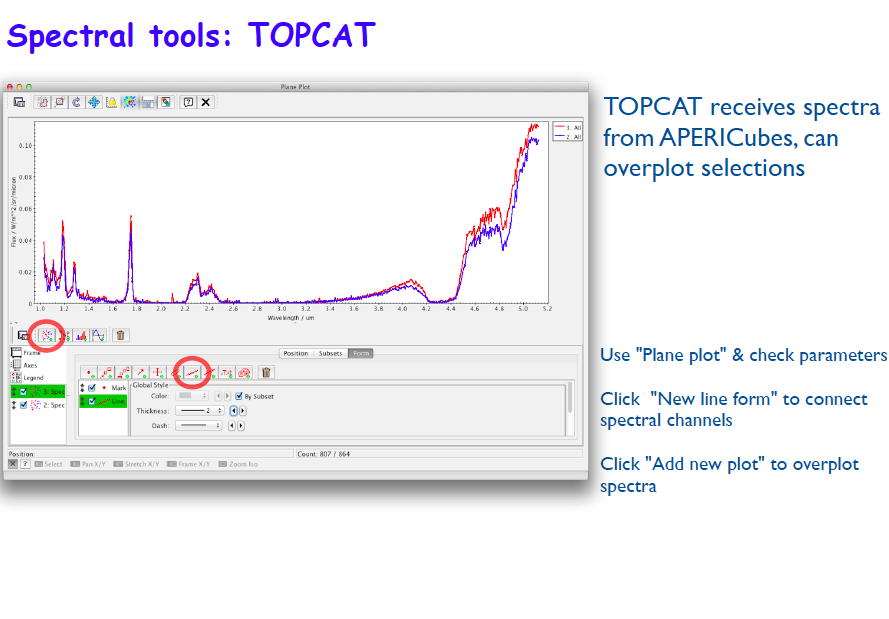 Spectral tools: TOPCAT
Plane Plot
TOPCAT receives spectra
from APERICubes, can
overplot selections
3: All
2: All
Flux / W/m**2/sr/micron
0.10
0.08
0.06
0.04
0.02
0
1.0 1.2 1.4 1.6 1.8 2.0 2.2 2.4 2.6 2.8 3.0 3.2 3.4 3.6 3.8 4.0 4.2 4.4 4.6 4.8 5.0 5.2
Wavelength / um
Frame
Axes
Legend
3: Spec
2: Spec
Position Subsets Form
Mark
Line
Global Style
Color:
By Subset
Thickness: 2
Dash:
Position:
Count: 807 / 864
Select Pan X/Y Stretch X/Y Frame X/Y Zoom Iso
Use "Plane plot" & check parameters
Click "New line form" to connect
spectral channels
Click "Add new plot" to overplot
spectra